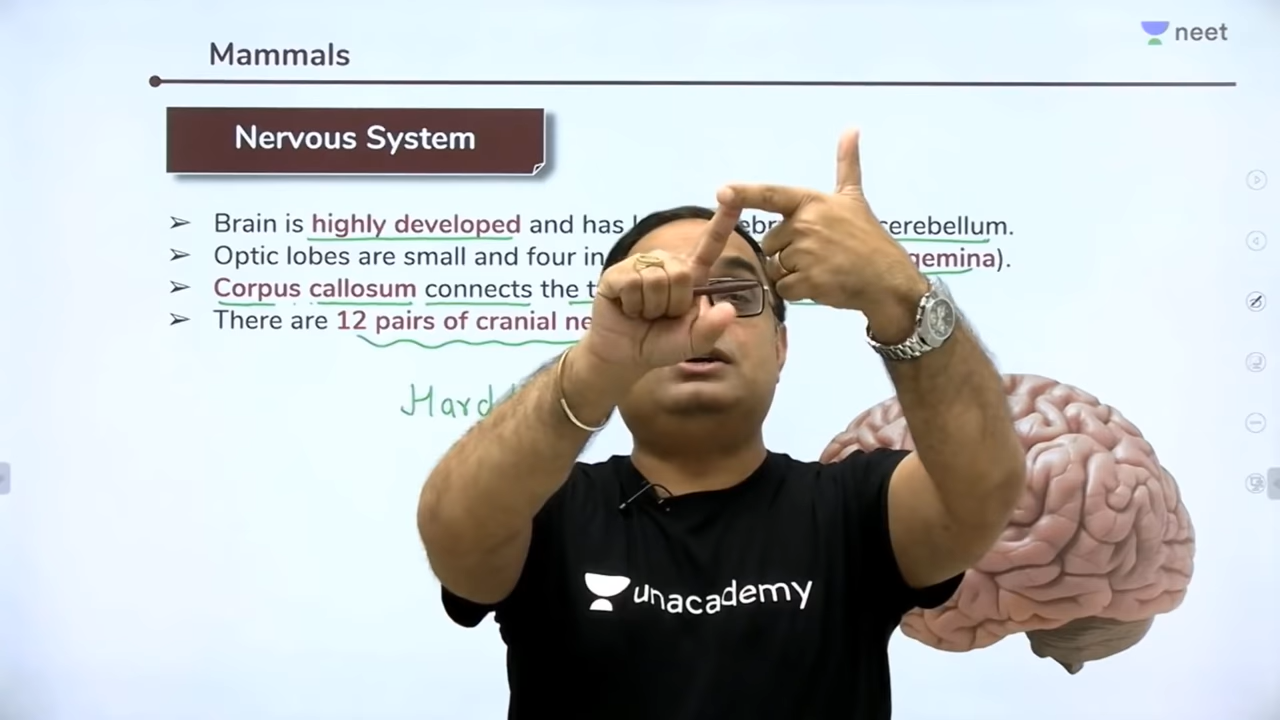 neet
Mammals
Nervous System
➢ Brain is highly developed and has cerebellum.
➢ Optic lobes are small and four in gemina).
➢ Corpus callosum connects the
➢ There are 12 pairs of cranial
Hard
unacademy